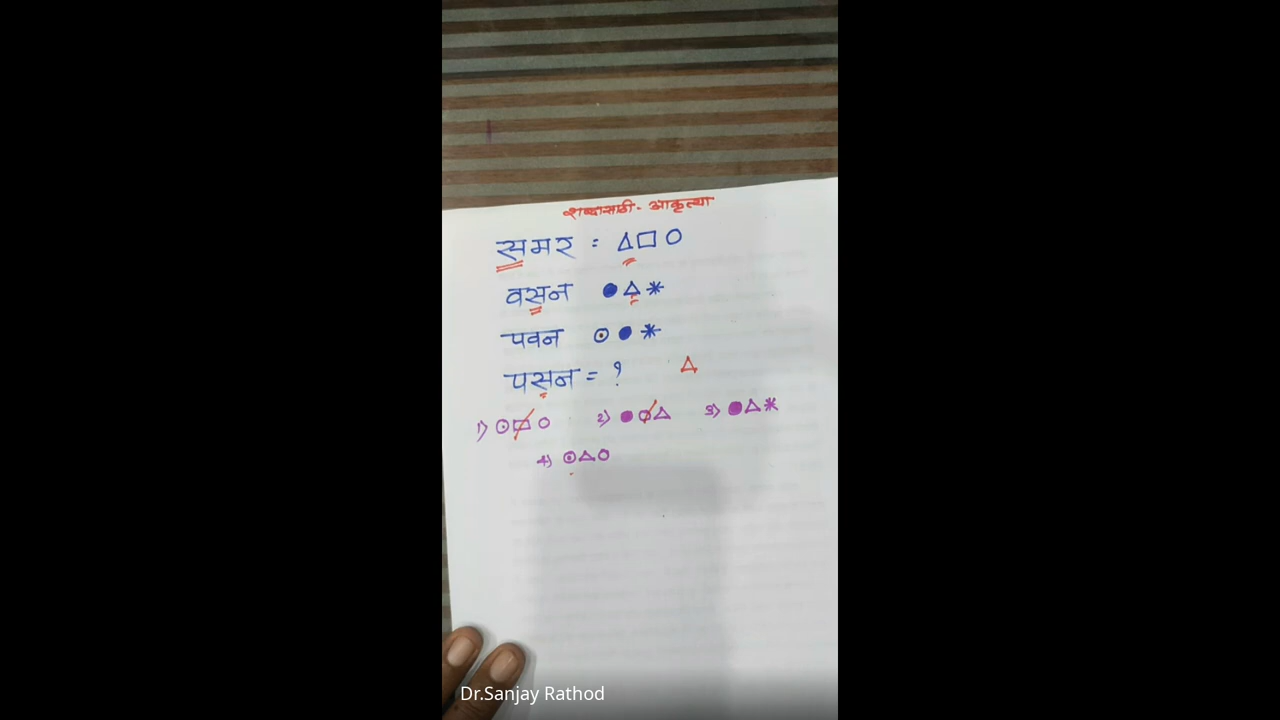 शब्दासाठी - आकृत्या
समर = △□○
वसन ●△*
पवन ⊙●*
पसन = ? △
1) ⊙□○ 2) ●○△ 3) ●△*
4) ⊙△○
Dr.Sanjay Rathod